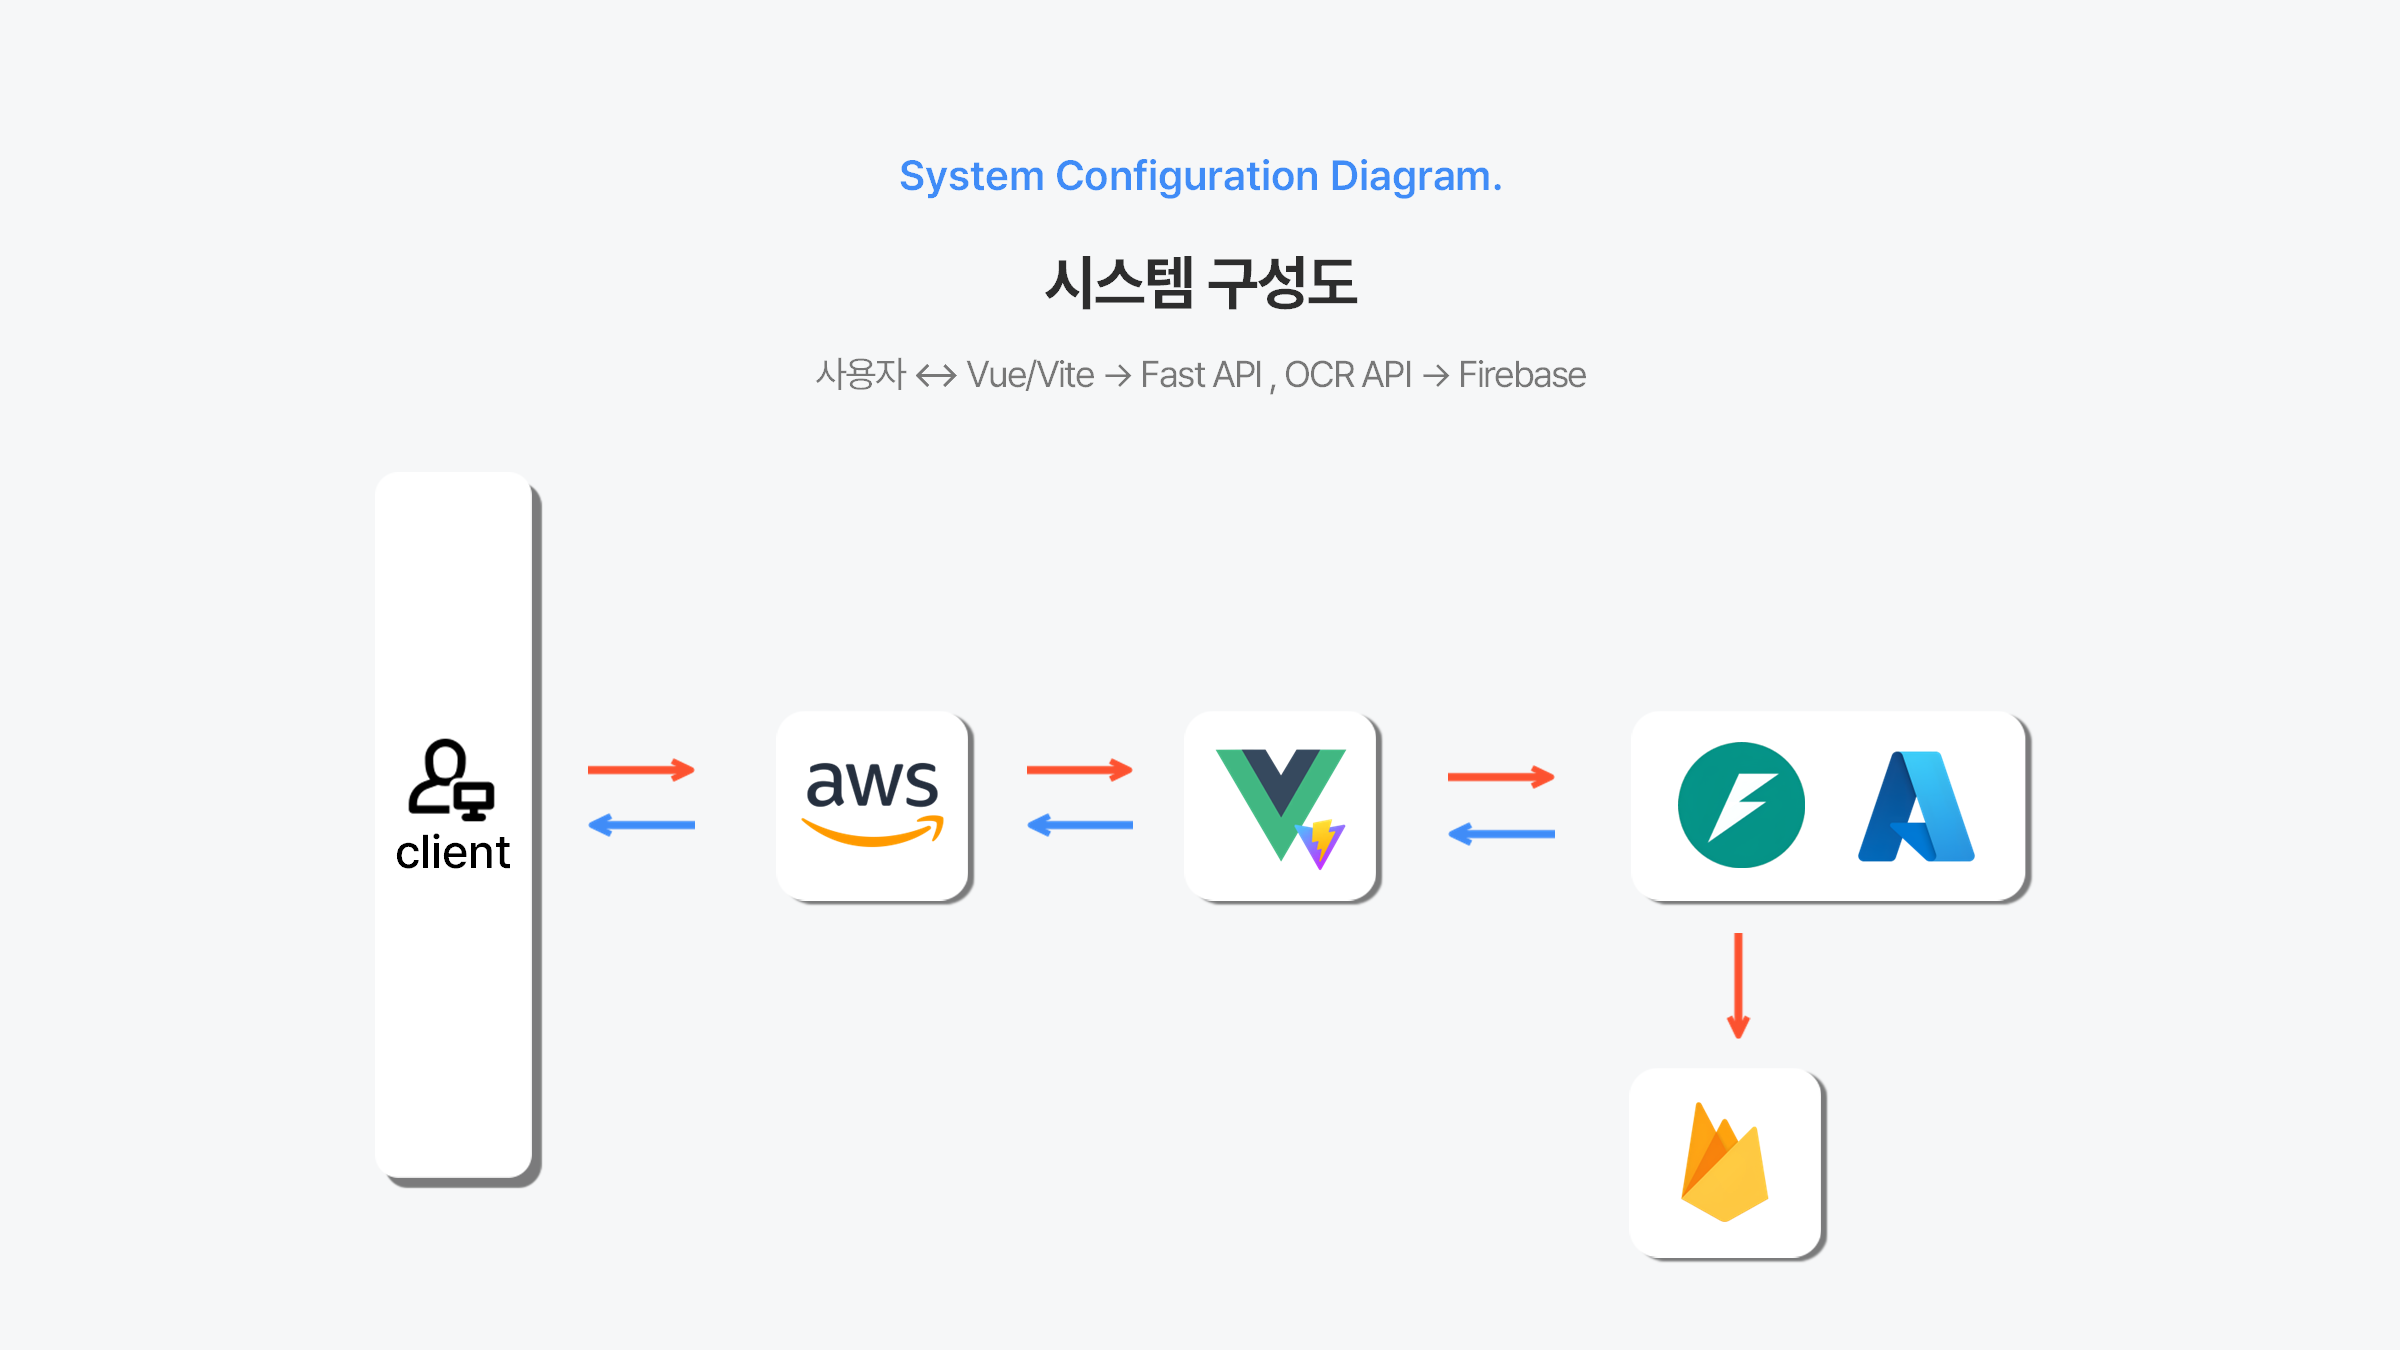 System Configuration Diagram.
시스템 구성도
사용자 ↔ Vue/Vite → Fast API , OCR API → Firebase
client
aws